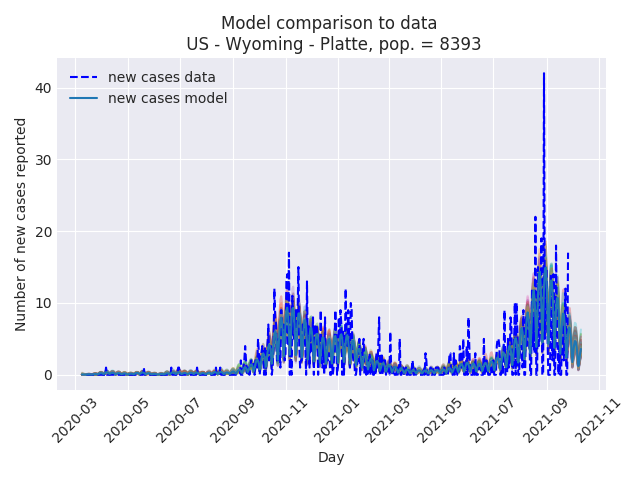 Model comparison to data
US - Wyoming - Platte, pop. = 8393
new cases data
new cases model
Number of new cases reported
40
30
20
10
0
2020-03
2020-05
2020-07
2020-09
2020-11
2021-01
2021-03
2021-05
2021-07
2021-09
2021-11
Day